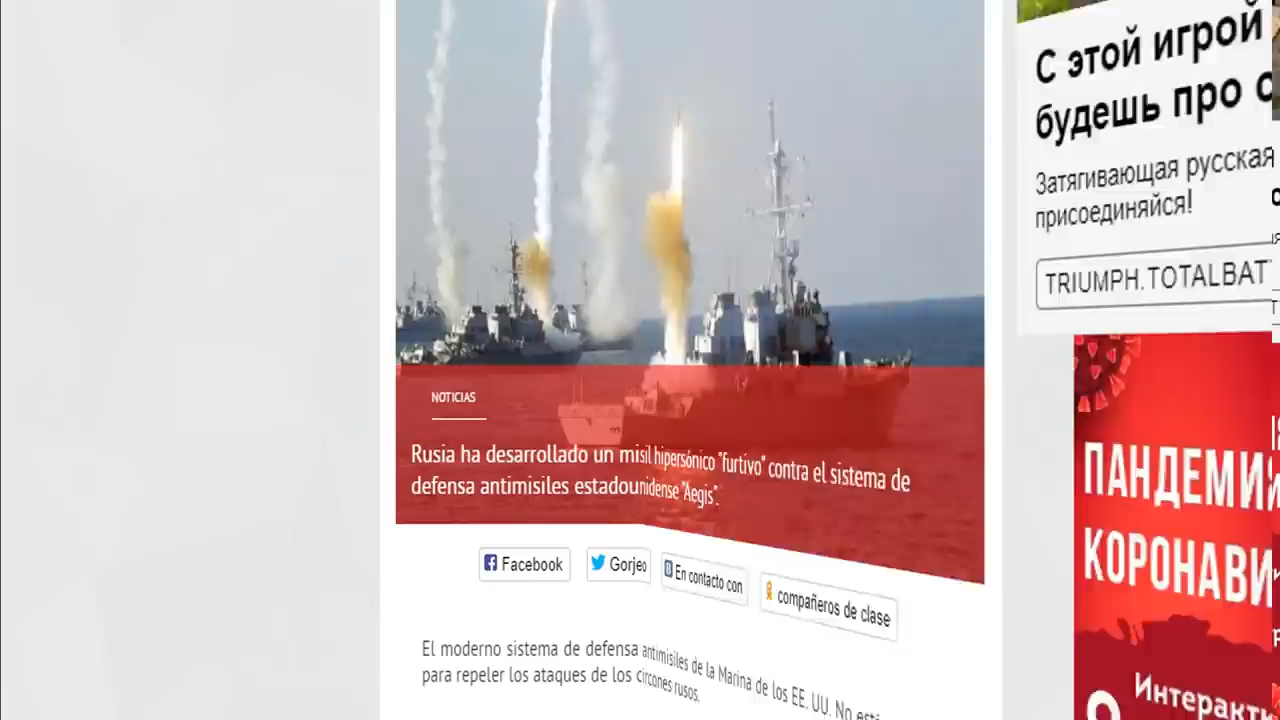 NOTICIAS
Rusia ha desarrollado un misil hipersónico "furtivo" contra el sistema de
defensa antimisiles estadounidense "Aegis".
Facebook
Gorjeo
En contacto con
compañeros de clase
El moderno sistema de defensa antimisiles de la Marina de los EE. UU. No está
para repeler los ataques de los circones rusos.
С этой игрой
будешь про
Затягивающая русская
присоединяйся!
TRIUMPH.TOTALBAT
ПАНДЕМИ
КОРОНАВИ
Интеракти